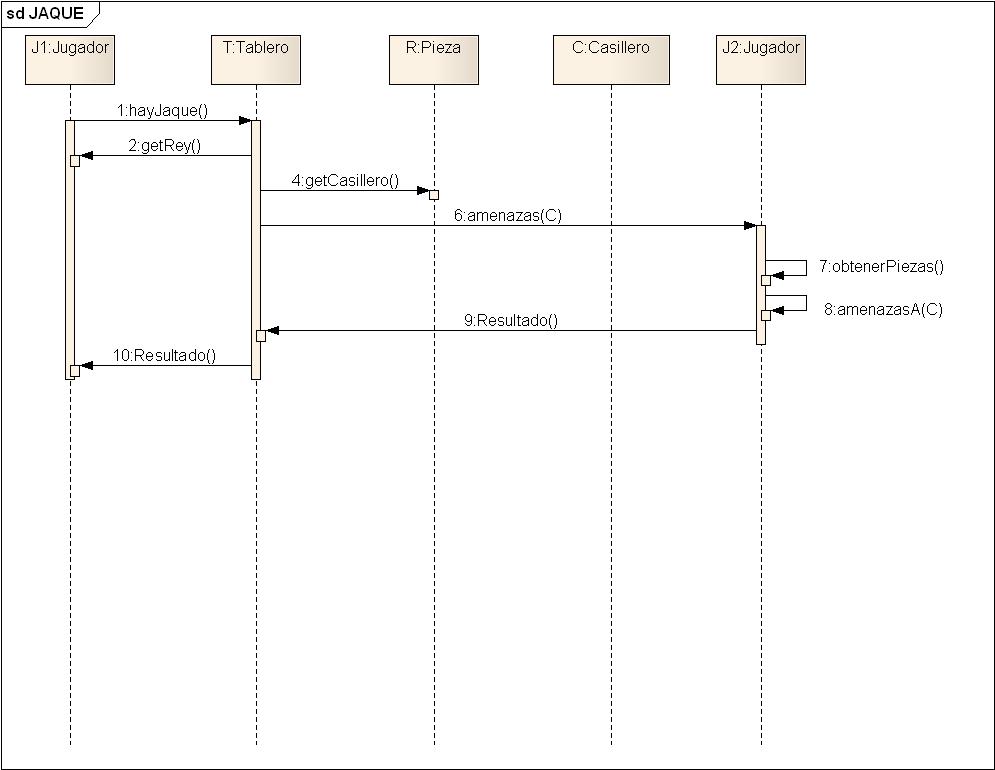 sd JAQUE
J1:Jugador
T:Tablero
R:Pieza
C:Casillero
J2:Jugador
1:hayJaque()
2:getRey()
4:getCasillero()
6:amenazas(C)
7:obtenerPiezas()
8:amenazasA(C)
9:Resultado()
10:Resultado()